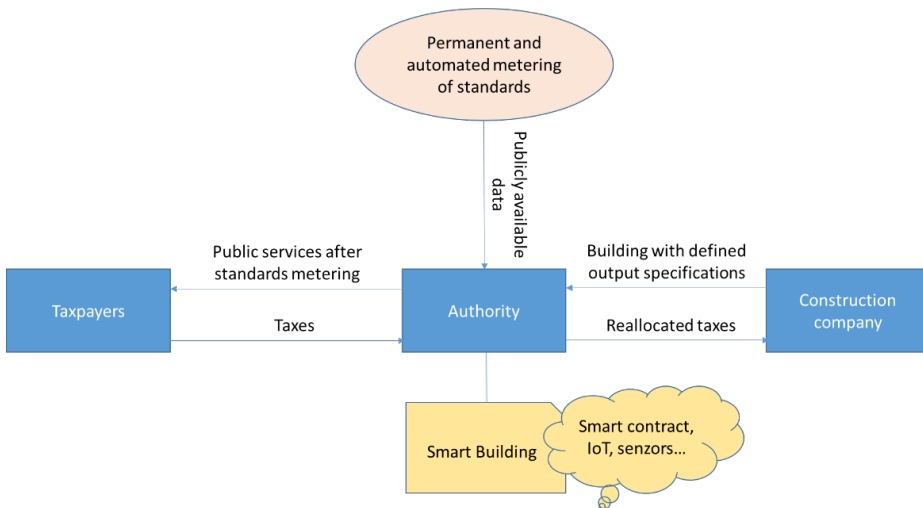 Permanent and
automated metering
of standards
Publicly available
data
Public services after
standards metering
Building with defined
output specifications
Taxpayers
Authority
Construction
company
Taxes
Reallocated taxes
Smart Building
Smart contract,
IoT, senzors...